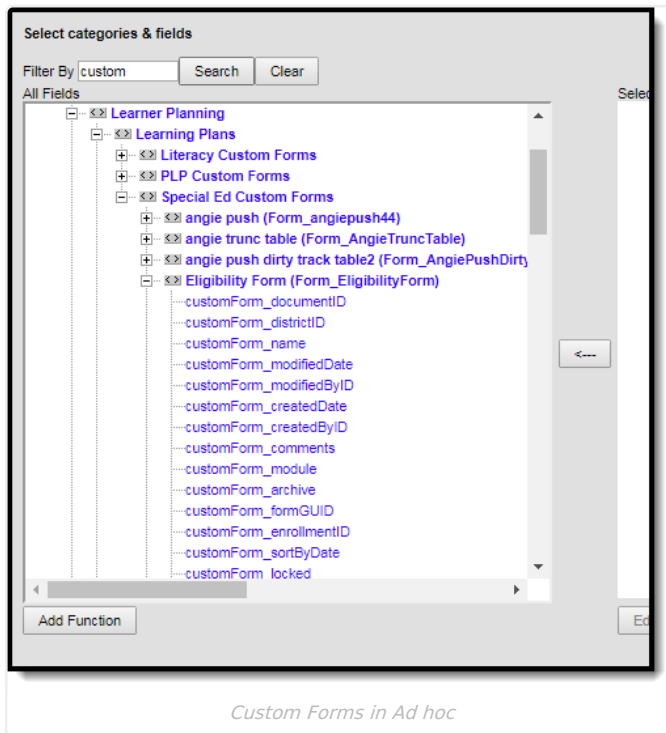 Select categories & fields
Filter By custom Search Clear
All Fields Selec
Learner Planning
Learning Plans
Literacy Custom Forms
PLP Custom Forms
Special Ed Custom Forms
angie push (Form_angiepush44)
angie trunc table (Form_AngieTruncTable)
angie push dirty track table2 (Form_AngiePushDirty
Eligibility Form (Form_EligibilityForm)
customForm_documentID
customForm_districtID
customForm_name
customForm_modifiedDate
customForm_modifiedByID
<---
customForm_createdDate
customForm_createdByID
customForm_comments
customForm_module
customForm_archive
customForm_formGUID
customForm_enrollmentID
customForm_sortByDate
customForm_locked
Add Function Ed
Custom Forms in Ad hoc